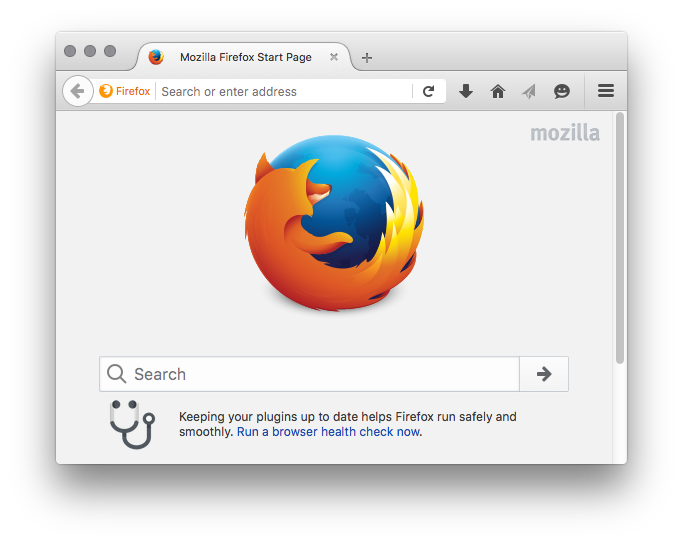 Mozilla Firefox Start Page
Firefox
Search or enter address
mozilla
Search
Keeping your plugins up to date helps Firefox run safely and
smoothly. Run a browser health check now.